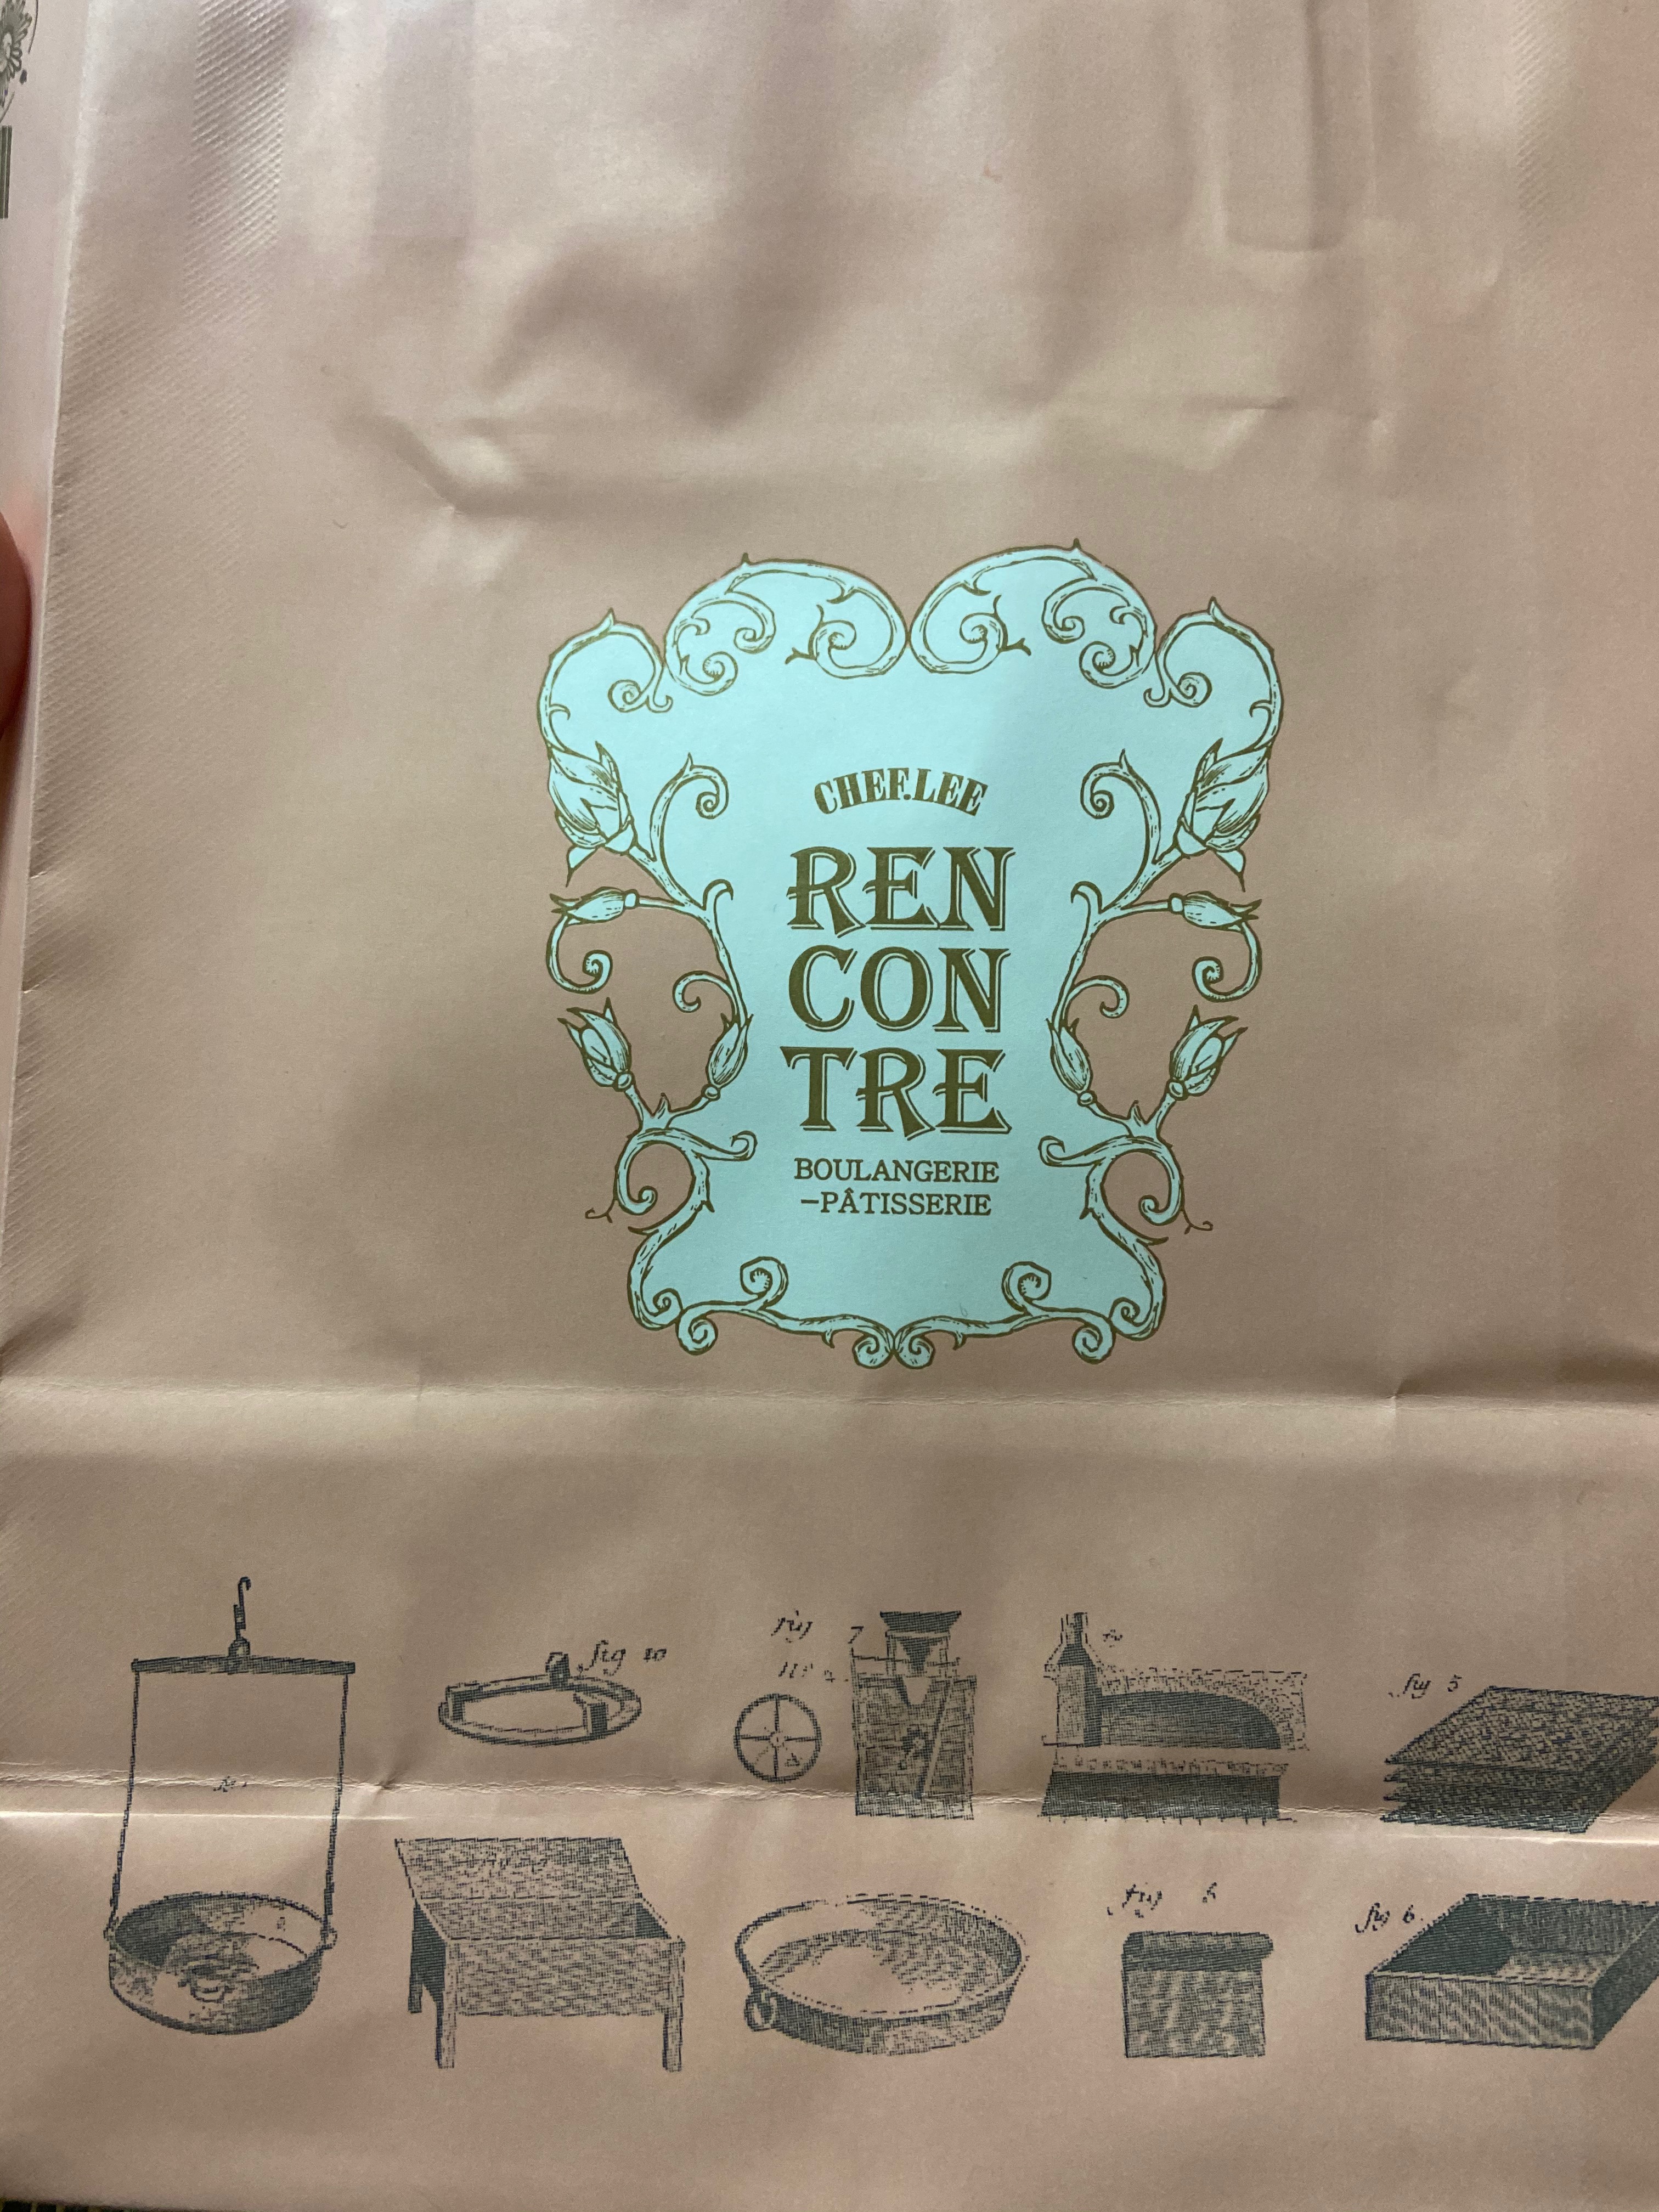 CHEF.LEE
REN
CON
TRE
BOULANGERIE
-PÂTISSERIE
fig 10
fig 7
fig 5
fig 6